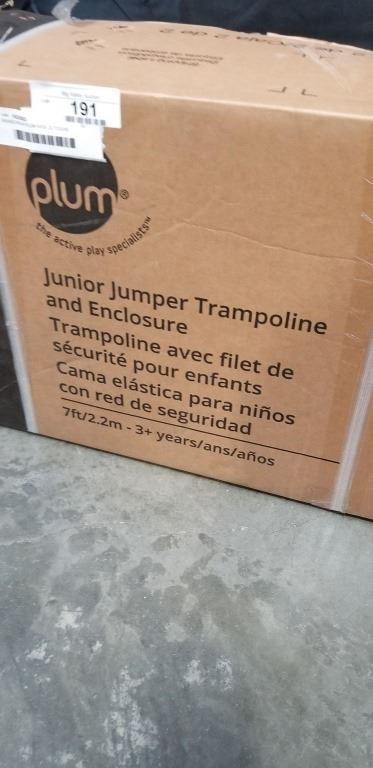 191
plum®
the active play specialists™
Junior Jumper Trampoline
and Enclosure
Trampoline avec filet de
sécurité pour enfants
Cama elástica para niños
con red de seguridad
7ft/2.2m - 3+ years/ans/años